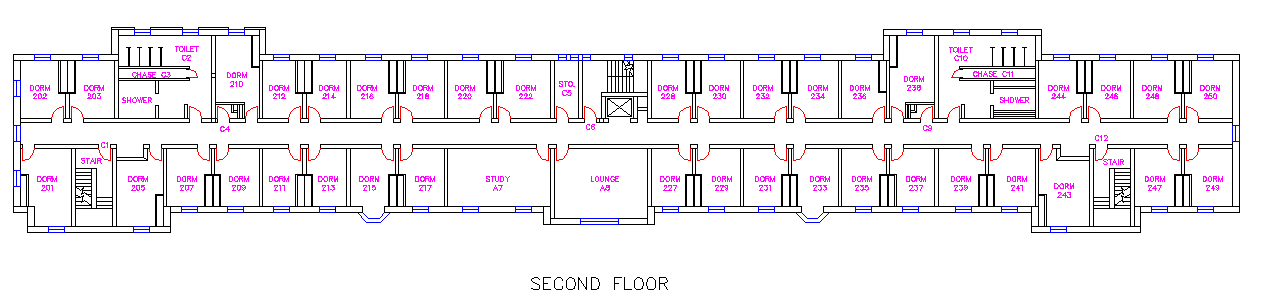 TOILET
C2
TOILET
C10
DORM
202
DORM
203
CHASE C3
SHOWER
DORM
210
DORM
212
DORM
214
DORM
216
DORM
218
DORM
220
DORM
222
STO.
C5
DORM
228
DORM
230
DORM
232
DORM
234
DORM
236
DORM
238
CHASE C11
SHOWER
DORM
244
DORM
246
DORM
248
DORM
250
C4
C6
C9
C1
C12
DORM
201
STAIR
DORM
205
DORM
207
DORM
209
DORM
211
DORM
213
DORM
215
DORM
217
STUDY
A7
LOUNGE
A8
DORM
227
DORM
229
DORM
231
DORM
233
DORM
235
DORM
237
DORM
239
DORM
241
DORM
243
STAIR
DORM
247
DORM
249
SECOND FLOOR